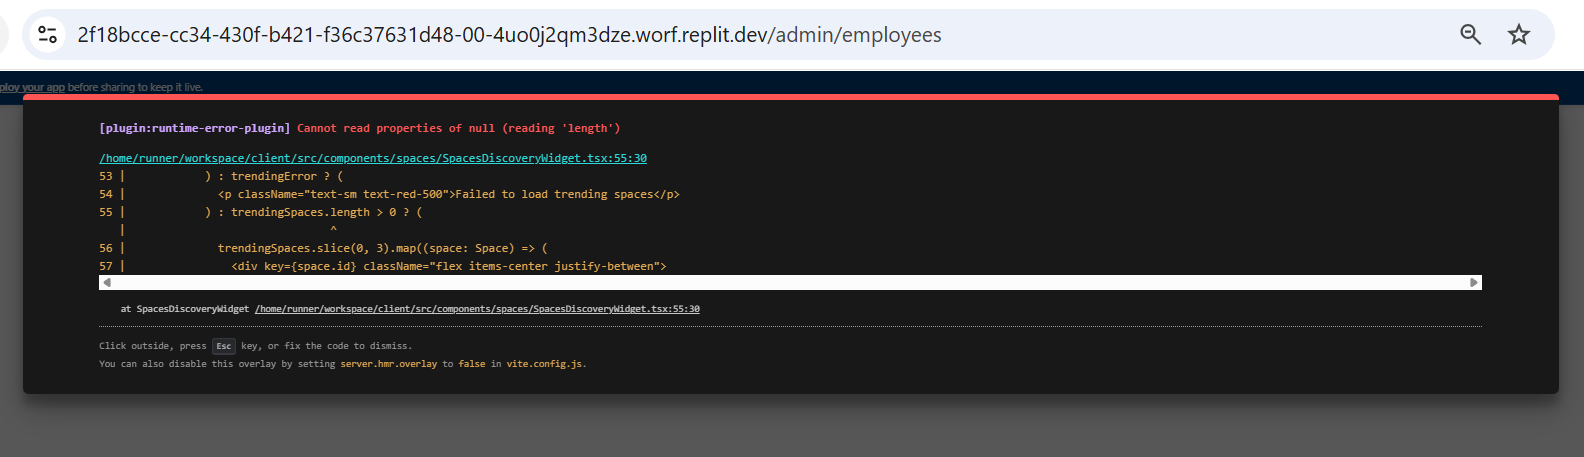 2f18bcce-cc34-430f-b421-f36c37631d48-00-4uo0j2qm3dze.worf.replit.dev/admin/employees
ploy your app before sharing to keep it live.
[plugin:runtime-error-plugin] Cannot read properties of null (reading 'length')
/home/runner/workspace/client/src/components/spaces/SpacesDiscoveryWidget.tsx:55:30
53 |            ) : trendingError ? (
54 |              <p className="text-sm text-red-500">Failed to load trending spaces</p>
55 |            ) : trendingSpaces.length > 0 ? (
   |                               ^
56 |              trendingSpaces.slice(0, 3).map((space: Space) => (
57 |                <div key={space.id} className="flex items-center justify-between">
at SpacesDiscoveryWidget /home/runner/workspace/client/src/components/spaces/SpacesDiscoveryWidget.tsx:55:30
Click outside, press Esc key, or fix the code to dismiss.
You can also disable this overlay by setting server.hmr.overlay to false in vite.config.js.